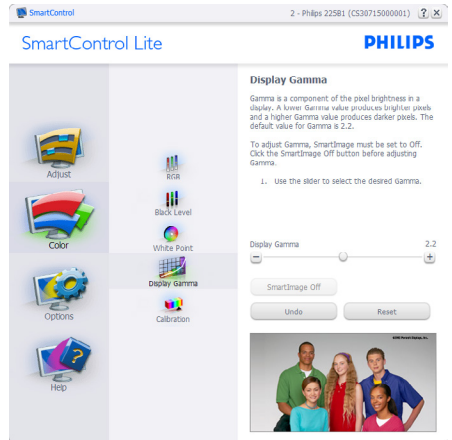 SmartControl
2 - Philips 225B1 (CS30715000001)
SmartControl Lite
PHILIPS
Adjust
Color
Options
Help
RGB
Black Level
White Point
Display Gamma
Calibration
Display Gamma
Gamma is a component of the pixel brightness in a
display. A lower Gamma value produces brighter pixels
and a higher Gamma value produces darker pixels. The
default value for Gamma is 2.2.
To adjust Gamma, SmartImage must be set to Off.
Click the SmartImage Off button before adjusting
Gamma.
1. Use the slider to select the desired Gamma.
Display Gamma 2.2
SmartImage Off
Undo Reset